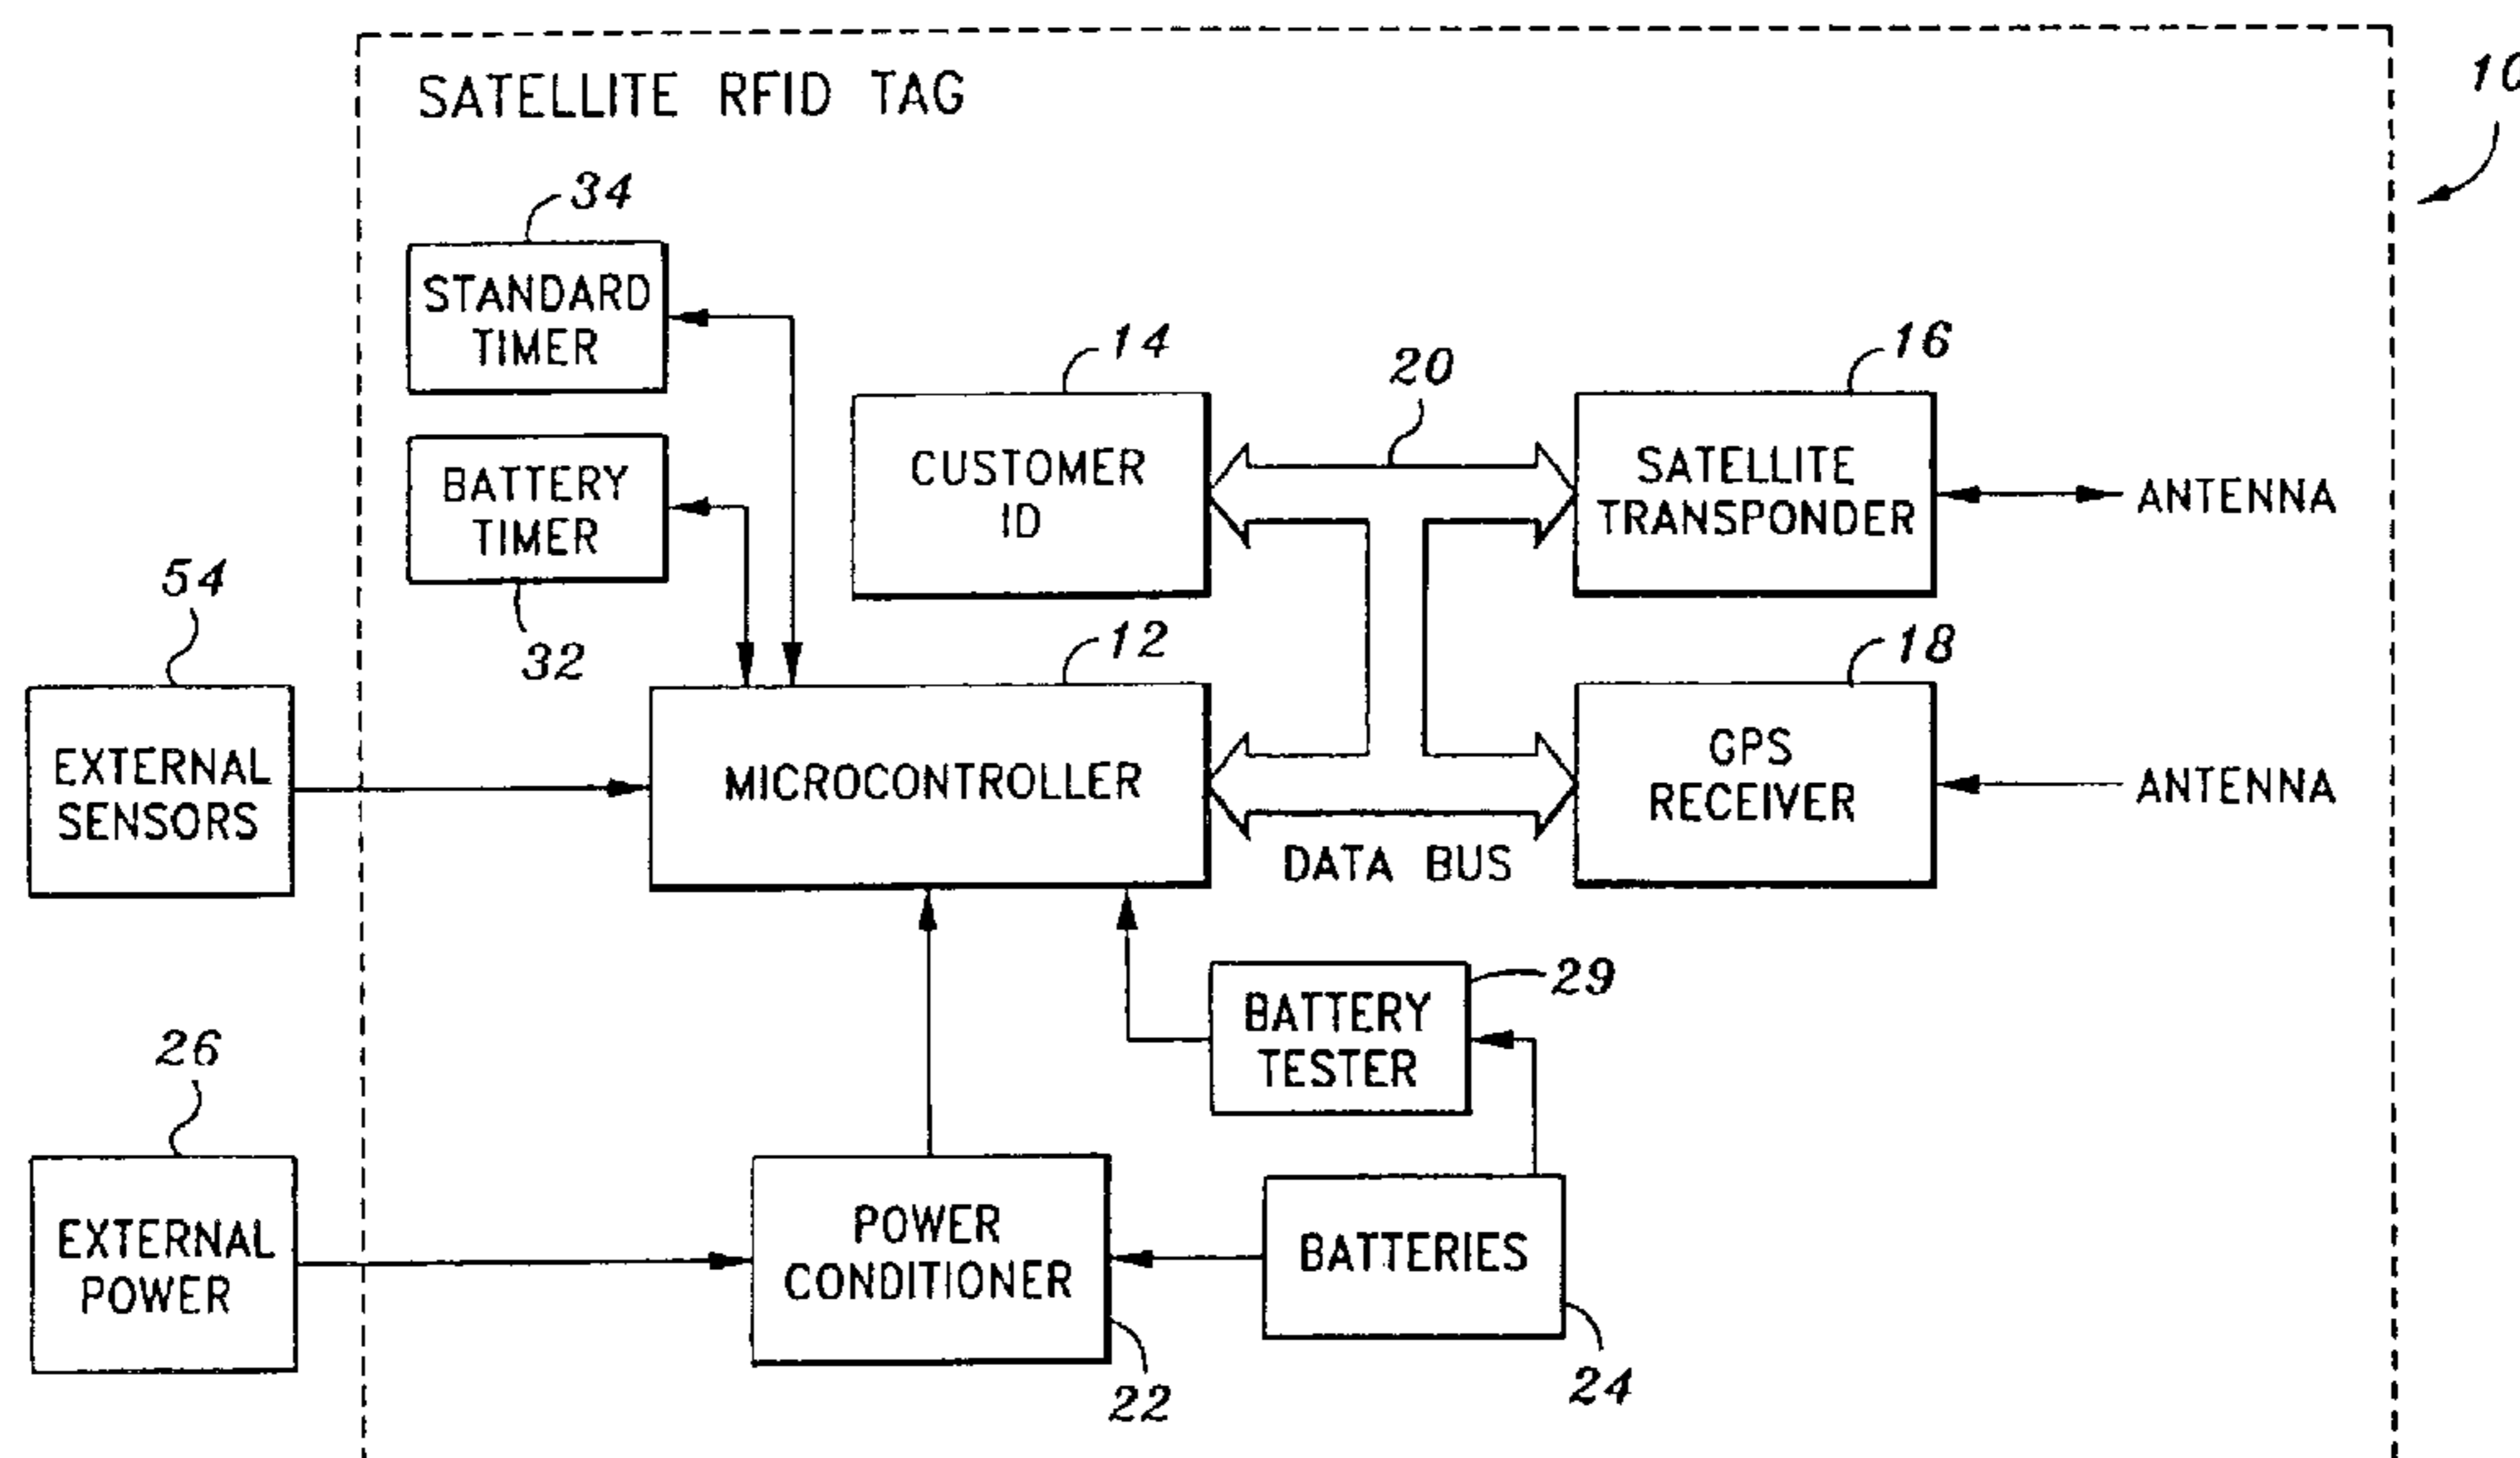 SATELLITE RFID TAG
10
34
STANDARD
TIMER
14
20
16
CUSTOMER
ID
SATELLITE
TRANSPONDER
ANTENNA
BATTERY
TIMER
32
54
12
18
EXTERNAL
SENSORS
MICROCONTROLLER
GPS
RECEIVER
ANTENNA
DATA BUS
29
BATTERY
TESTER
26
EXTERNAL
POWER
POWER
CONDITIONER
BATTERIES
22
24